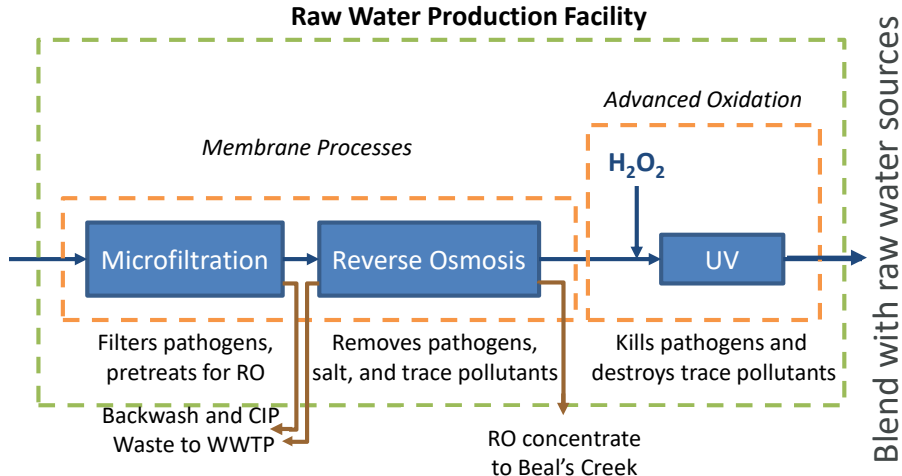 Raw Water Production Facility
Advanced Oxidation
Membrane Processes
H₂O₂
Microfiltration
Reverse Osmosis
UV
Filters pathogens,
pretreats for RO
Removes pathogens,
salt, and trace pollutants
Kills pathogens and
destroys trace pollutants
Backwash and CIP
Waste to WWTP
RO concentrate
to Beal's Creek
Blend with raw water sources